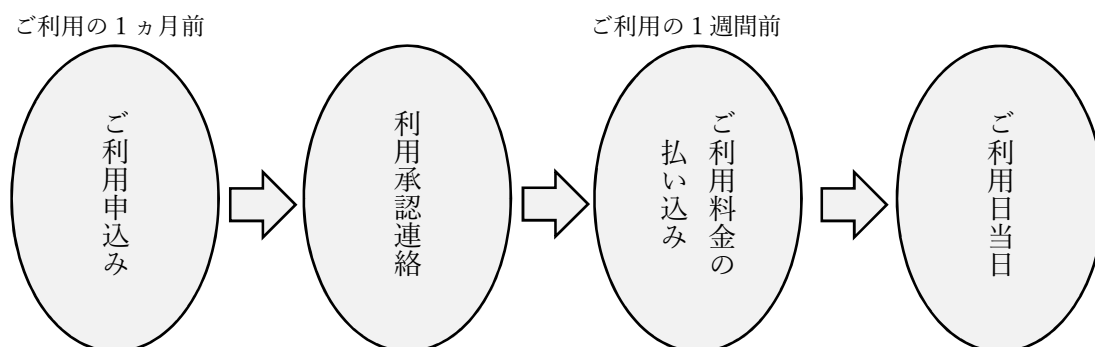 ご利用の１ヵ月前
ご利用申込み
利用承認連絡
ご利用の１週間前
ご利用料金の
払い込み
ご利用日当日